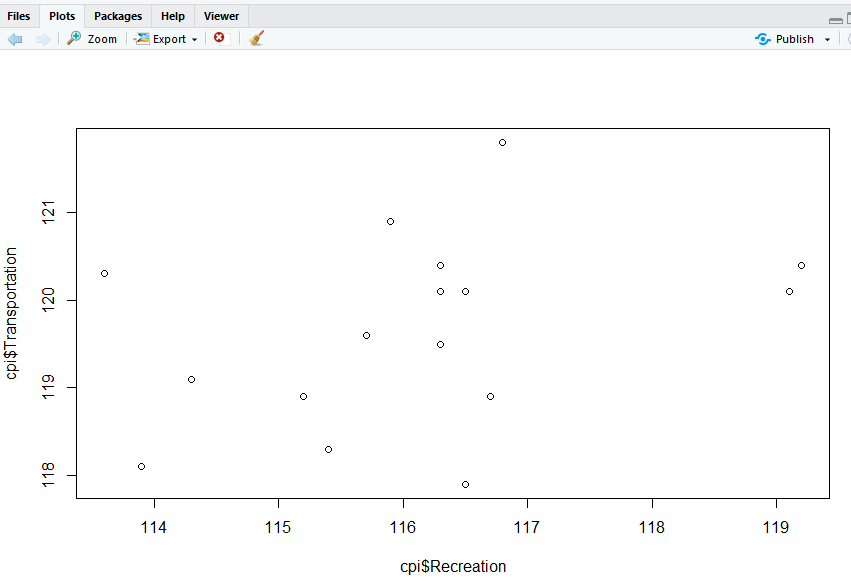 Files Plots Packages Help Viewer
Zoom Export Publish
121
120
119
118
cpi$Transportation
114 115 116 117 118 119
cpi$Recreation